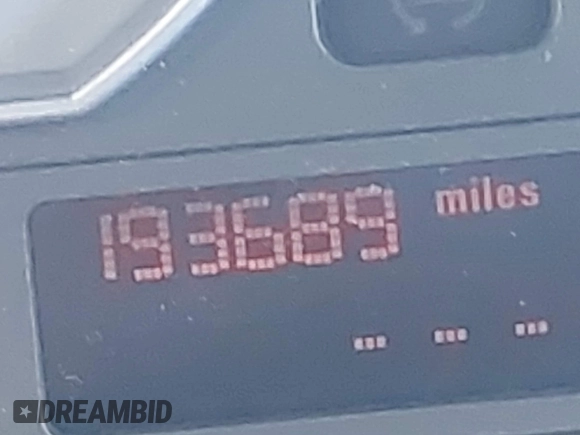 193689 miles
- - -
DREAMBID